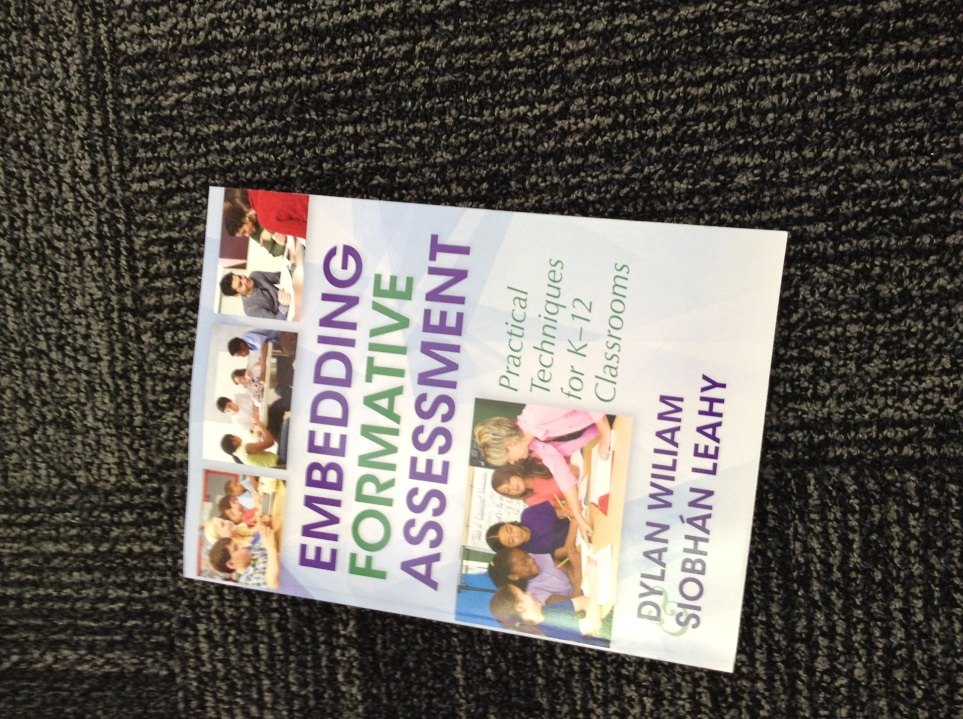 EMBEDDING
FORMATIVE
ASSESSMENT
Practical
Techniques
for K–12
Classrooms
DYLAN WILIAM
& SIOBHÁN LEAHY